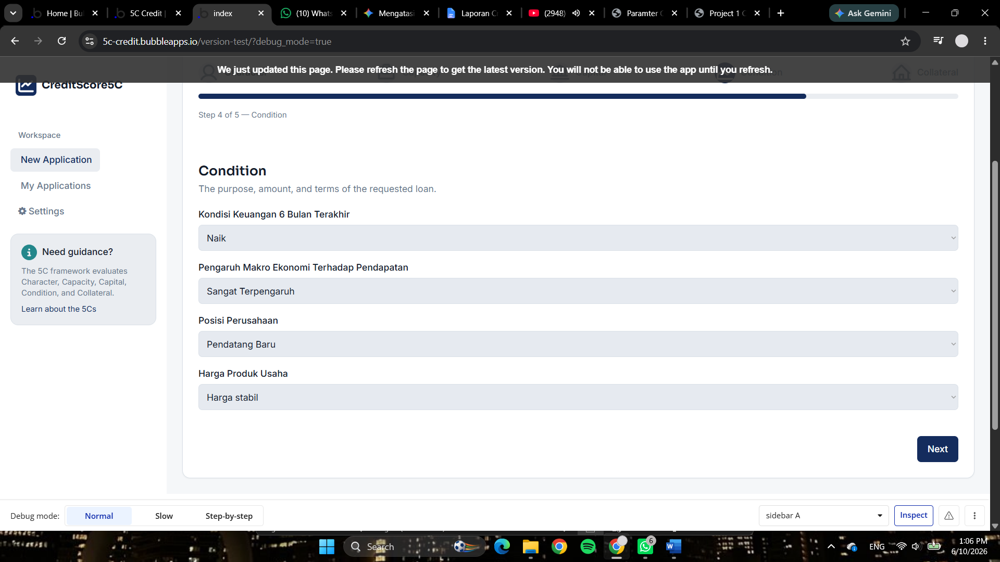 Home | Bu
5C Credit |
index
(10) Whats
Mengatasi
Laporan C
(2948)
Paramter C
Project 1 C
Ask Gemini
5c-credit.bubbleapps.io/version-test/?debug_mode=true
We just updated this page. Please refresh the page to get the latest version. You will not be able to use the app until you refresh.
Collateral
CreditScore5C
Step 4 of 5 — Condition
Workspace
New Application
My Applications
Settings
Need guidance?
The 5C framework evaluates
Character, Capacity, Capital,
Condition, and Collateral.
Learn about the 5Cs
Condition
The purpose, amount, and terms of the requested loan.
Kondisi Keuangan 6 Bulan Terakhir
Naik
Pengaruh Makro Ekonomi Terhadap Pendapatan
Sangat Terpengaruh
Posisi Perusahaan
Pendatang Baru
Harga Produk Usaha
Harga stabil
Next
Debug mode:
Normal
Slow
Step-by-step
sidebar A
Inspect
Search
6
ENG
1:06 PM
6/10/2026